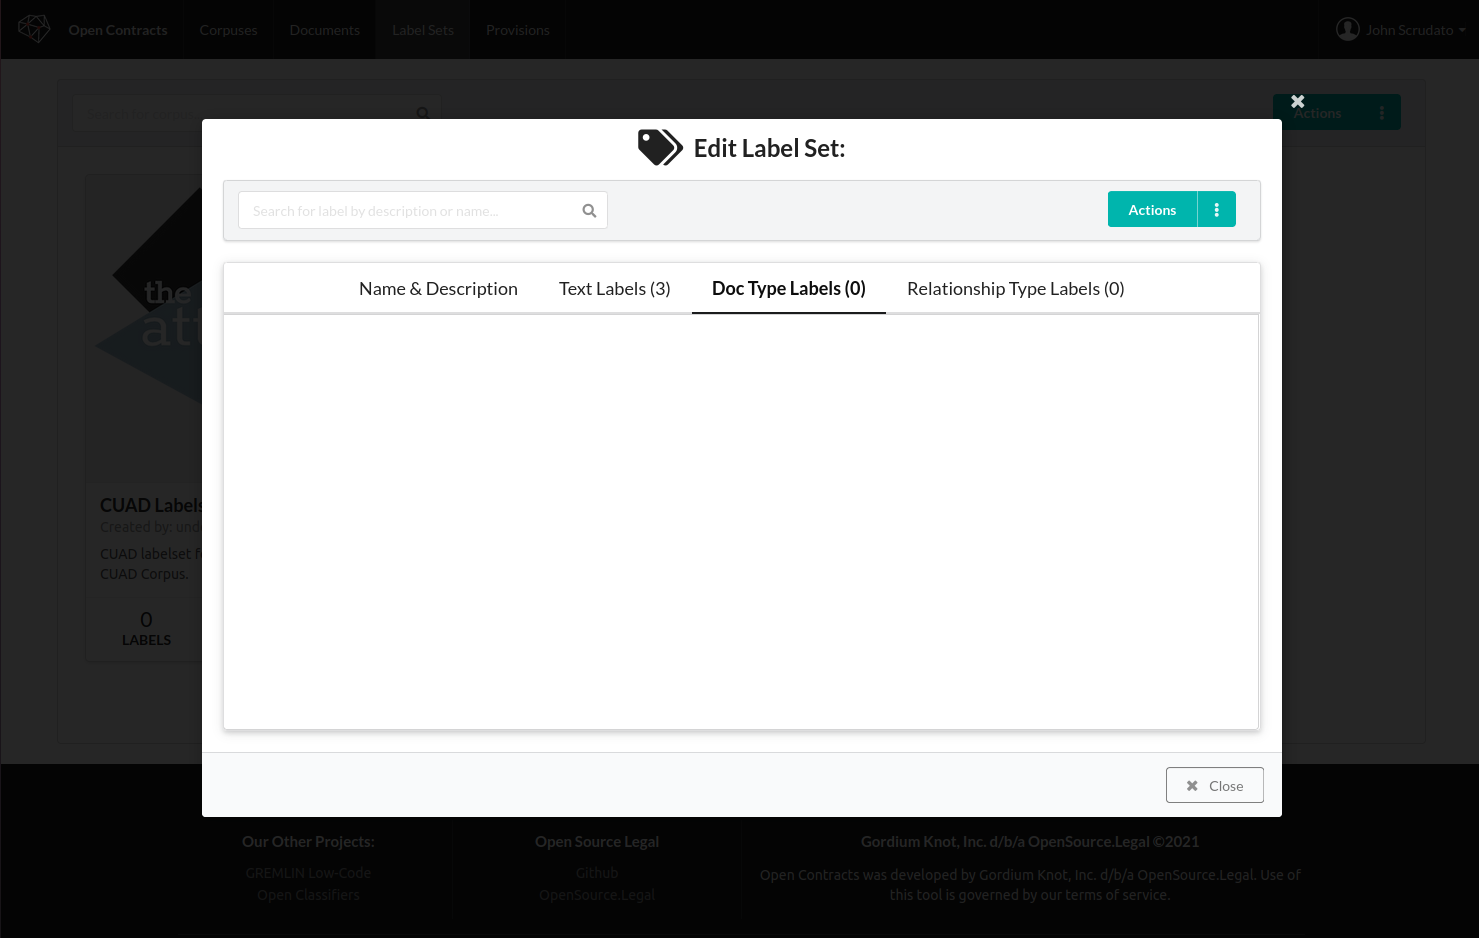 Open Contracts
Corpuses
Documents
Label Sets
Provisions
John Scrudato
Actions
Edit Label Set:
Search for label by description or name...
Actions
Name & Description
Text Labels (3)
Doc Type Labels (0)
Relationship Type Labels (0)
the
CUAD Labels
Created by:
CUAD labelset
CUAD Corpus.
0
LABELS
Close
Our Other Projects:
GREMLIN Low-Code
Open Classifiers
Open Source Legal
Github
OpenSource.Legal
Gordium Knot, Inc. d/b/a OpenSource.Legal ©2021
Open Contracts was developed by Gordium Knot, Inc. d/b/a OpenSource.Legal. Use of
this tool is governed by our terms of service.